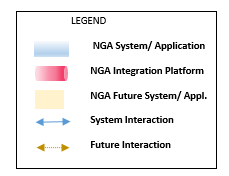 LEGEND
NGA System/ Application
NGA Integration Platform
NGA Future System/ Appl.
System Interaction
Future Interaction